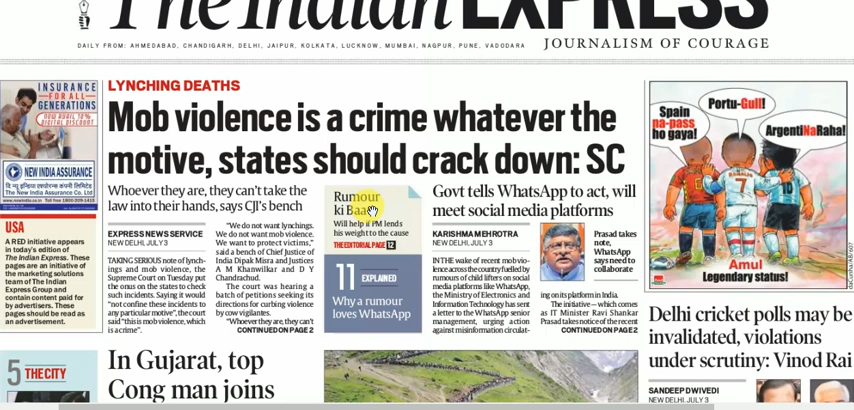 The Indian EXPRESS
DAILY FROM: AHMEDABAD, CHANDIGARH, DELHI, JAIPUR, KOLKATA, LUCKNOW, MUMBAI, NAGPUR, PUNE, VADODARA
JOURNALISM OF COURAGE
INSURANCE
FOR ALL
GENERATIONS
NOW AVAIL 10%
DIGITAL DISCOUNT
NEW INDIA ASSURANCE
The New India Assurance Co. Ltd
USA
A RED initiative appears
in today's edition of
The Indian Express. These
pages are an initiative of
the marketing solutions
team of The Indian
Express Group and
contain content paid for
by advertisers. These
pages should be read as
an advertisement.
5 THE CITY
LYNCHING DEATHS
Mob violence is a crime whatever the
motive, states should crack down: SC
Whoever they are, they can't take the
law into their hands, says CJI's bench
EXPRESS NEWS SERVICE
NEW DELHI, JULY 3
TAKING SERIOUS note of lynch-
ings and mob violence, the
Supreme Court on Tuesday put
the onus on the states to check
such incidents. Saying it would
"not confine these incidents to
any particular motive", the court
said "this is mob violence, which
is a crime".
"We do not want lynchings.
We do not want mob violence.
We want to protect victims,"
said a bench of Chief Justice of
India Dipak Misra and Justices
A M Khanwilkar and D Y
Chandrachud.
The court was hearing a
batch of petitions seeking its
directions for curbing violence
by cow vigilantes.
"Whoever they are, they can't
CONTINUED ON PAGE 2
Rumour
ki Baat
Will help if PM lends
his weight to the cause
THE EDITORIAL PAGE 12
11 EXPLAINED
Why a rumour
loves WhatsApp
Govt tells WhatsApp to act, will
meet social media platforms
KARISHMA MEHROTRA
NEW DELHI, JULY 3
IN THE wake of recent mob vio-
lence across the country fuelled by
rumours of child lifters on social
media platforms like WhatsApp,
the Ministry of Electronics and
Information Technology has sent
a letter to the WhatsApp senior
management, urging action
against misinformation circulat-
Prasad takes
note,
WhatsApp
says need to
collaborate
ing on its platform in India.
The initiative — which comes
as IT Minister Ravi Shankar
Prasad takes notice of the recent
CONTINUED ON PAGE 2
Spain
na-pass
ho gaya!
Portu-Gull!
ArgentiNaRaha!
RONALDO
7
Amul
Legendary status!
Delhi cricket polls may be
invalidated, violations
under scrutiny: Vinod Rai
SANDEEP DWIVEDI
NEW DELHI, JULY 3
In Gujarat, top
Cong man joins